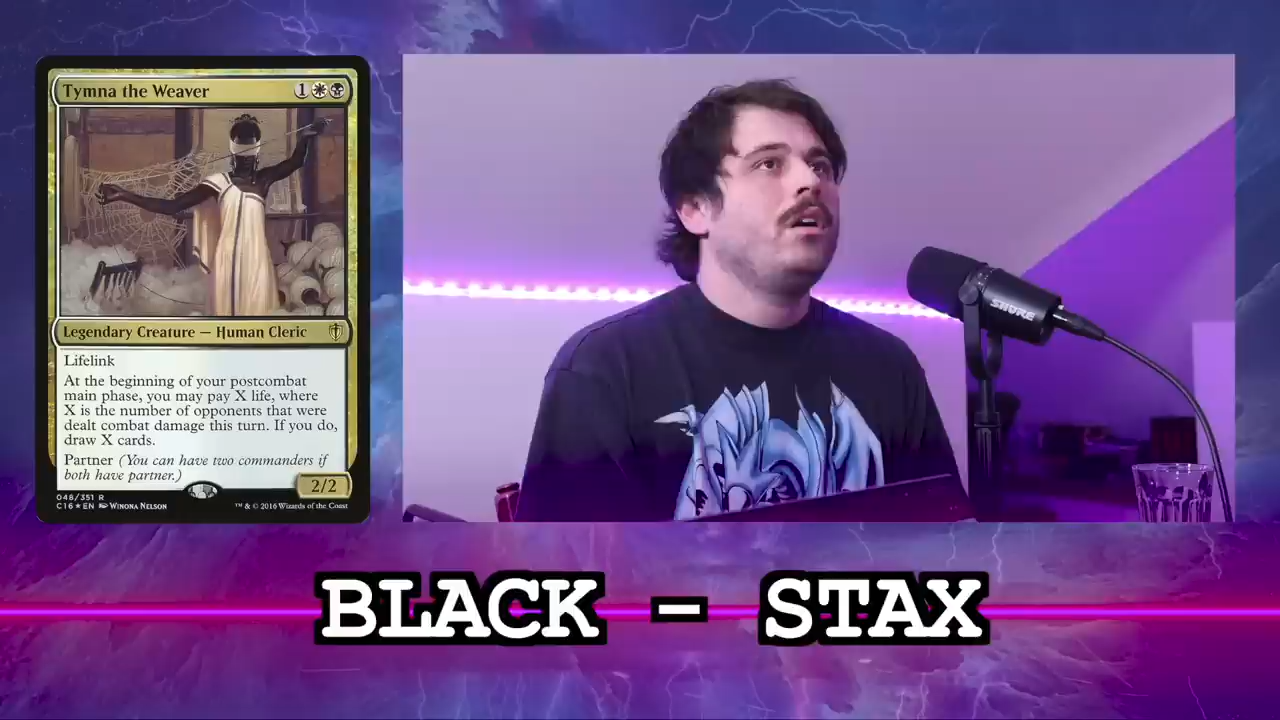 Tymna the Weaver 1
Legendary Creature — Human Cleric
Lifelink
At the beginning of your postcombat
main phase, you may pay X life, where
X is the number of opponents that were
dealt combat damage this turn. If you do,
draw X cards.
Partner (You can have two commanders if
both have partner.)
2/2
048/351 R
C16 ★ EN Winona Nelson
™ & © 2016 Wizards of the Coast
SHURE
BLACK – STAX